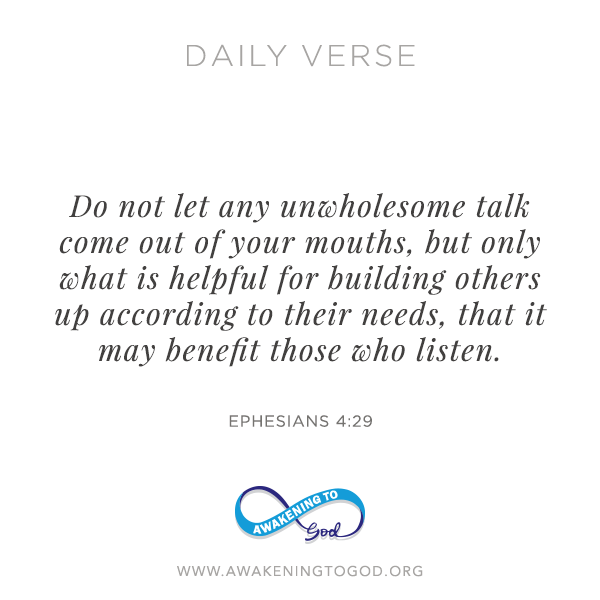 DAILY VERSE
Do not let any unwholesome talk
come out of your mouths, but only
what is helpful for building others
up according to their needs, that it
may benefit those who listen.
EPHESIANS 4:29
AWAKENING TO
God
WWW.AWAKENINGTOGOD.ORG